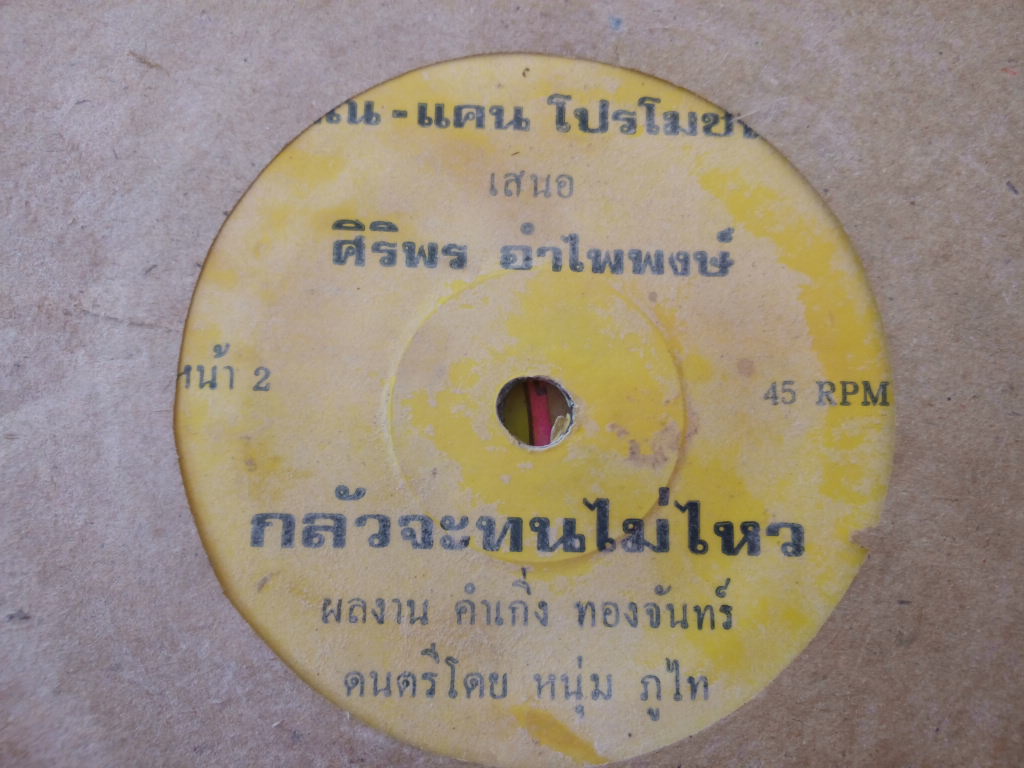 ณ - แคน โปรโมช
เสนอ
ศิริพร อำไพพงษ์
หน้า 2
45 RPM
กลัวจะทนไม่ไหว
ผลงาน คำเกิ่ง ทองจันทร์
ดนตรีโดย หนุ่ม ภูไท